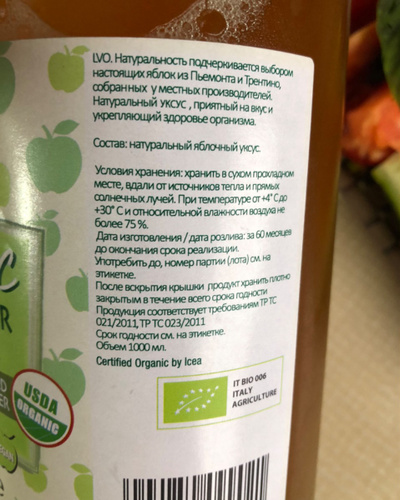 LVO. Натуральность подчеркивается выбором
настоящих яблок из Пьемонта и Трентино,
собранных у местных производителей.
Натуральный уксус , приятный на вкус и
укрепляющий здоровье организма.
Состав: натуральный яблочный уксус.
Условия хранения: хранить в сухом прохладном
месте, вдали от источников тепла и прямых
солнечных лучей. При температуре от +4° С до
+30° С и относительной влажности воздуха не
более 75 %.
Дата изготовления / дата розлива: за 60 месяцев
до окончания срока реализации.
Употребить до, номер партии (лота) см. на
этикетке.
После вскрытия крышки продукт хранить плотно
закрытым в течение всего срока годности
Продукция соответствует требованиям ТР ТС
021/2011, ТР ТС 023/2011
Срок годности см. на этикетке.
Объем 1000 мл.
Certified Organic by Icea
IT BIO 006
ITALY
AGRICULTURE
USDA
ORGANIC